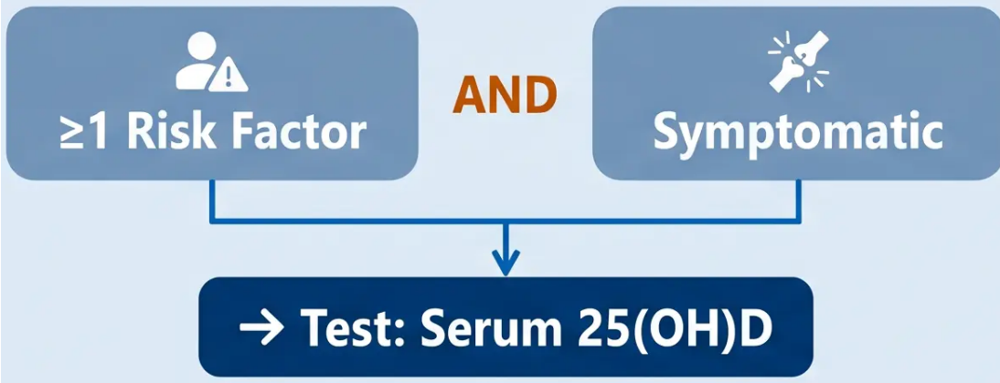 ≥1 Risk Factor
AND
Symptomatic
→ Test: Serum 25(OH)D